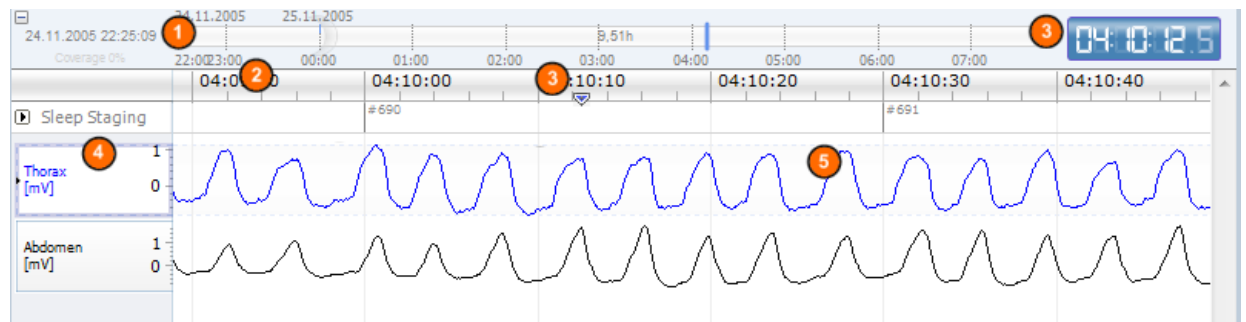 24.11.2005 25.11.2005
24.11.2005 22:25:09 1 9,51h 3 04:10:12.5
Coverage 0% 22:00 23:00 00:00 01:00 02:00 03:00 04:00 05:00 06:00 07:00
2 04:10:00 3 :10:10 04:10:20 04:10:30 04:10:40
Sleep Staging #690 #691
4 5
Thorax 1
[mV] 0
Abdomen 1
[mV] 0